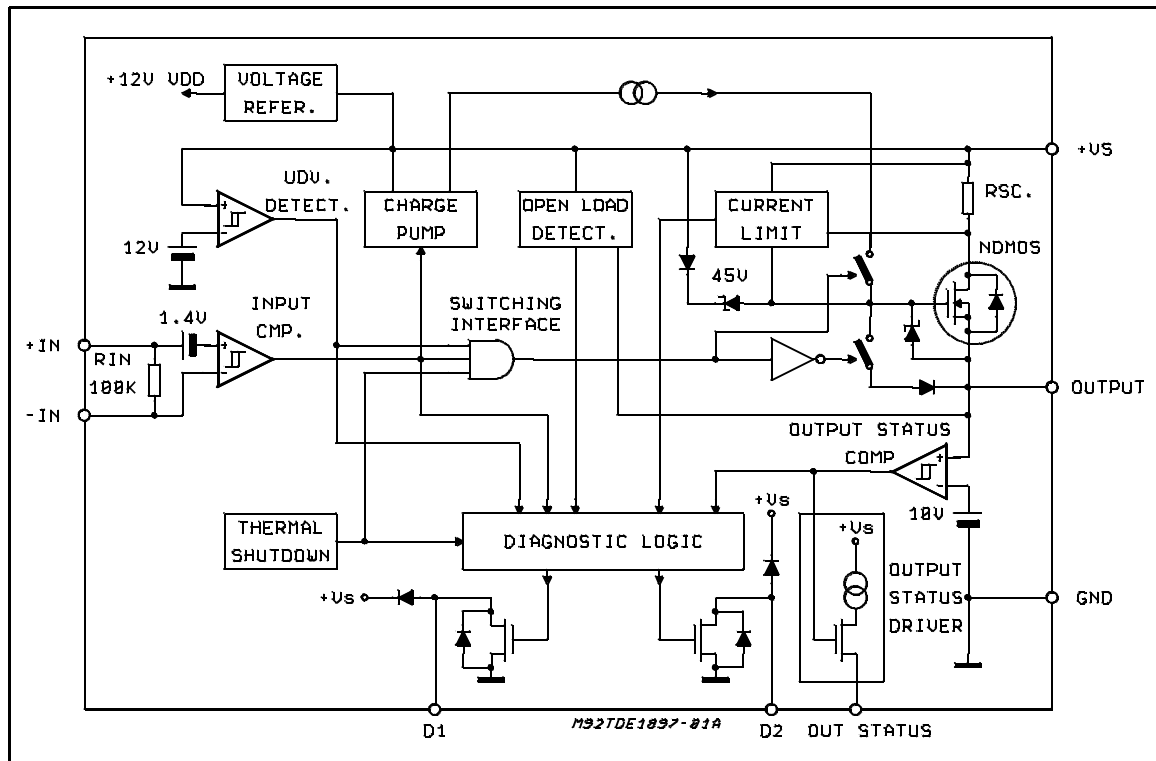 +12V VDD
VOLTAGE
REFER.
+VS
UDV.
DETECT.
+
-
12V
CHARGE
PUMP
OPEN LOAD
DETECT.
CURRENT
LIMIT
RSC.
NDMOS
45V
INPUT
CMP.
1.4V
+
-
SWITCHING
INTERFACE
+IN
RIN
100K
-IN
OUTPUT
OUTPUT STATUS
COMP
+
-
10V
THERMAL
SHUTDOWN
DIAGNOSTIC LOGIC
+Vs
+Vs
+Vs
OUTPUT
STATUS
DRIVER
GND
D1
M92TDE1897-01A
D2
OUT STATUS